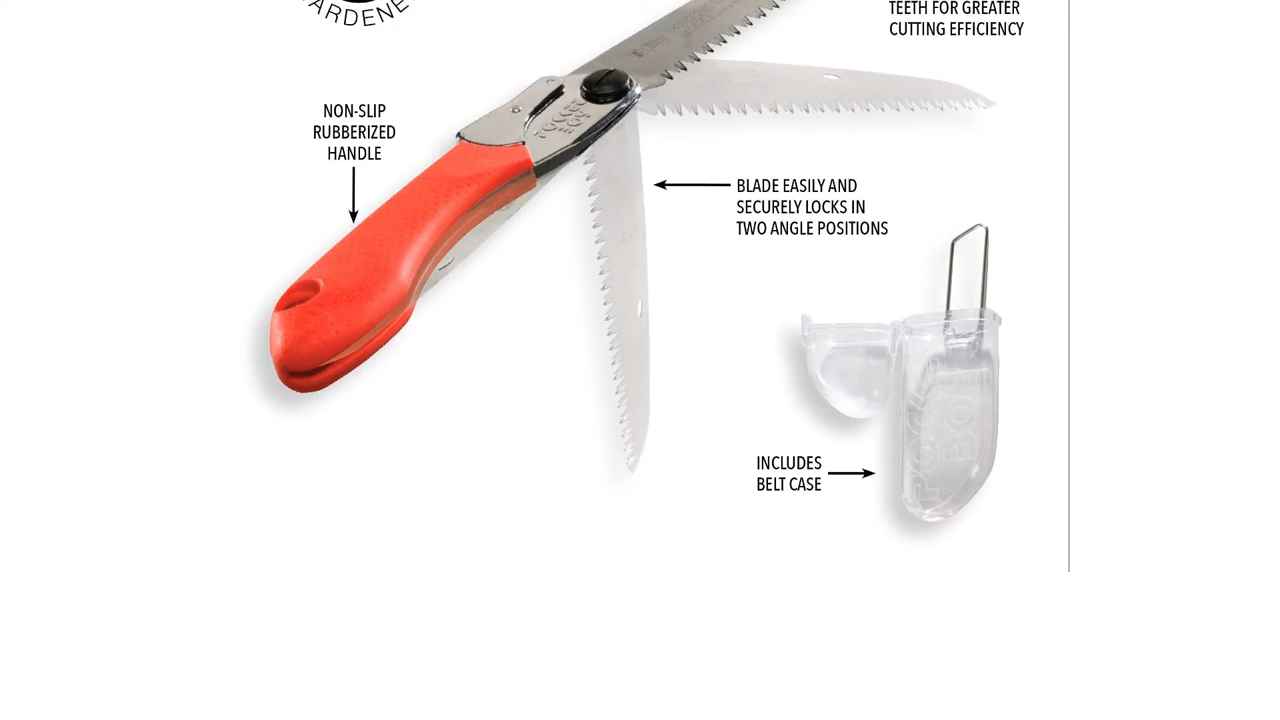 TEETH FOR GREATER
CUTTING EFFICIENCY
NON-SLIP
RUBBERIZED
HANDLE
BLADE EASILY AND
SECURELY LOCKS IN
TWO ANGLE POSITIONS
INCLUDES
BELT CASE